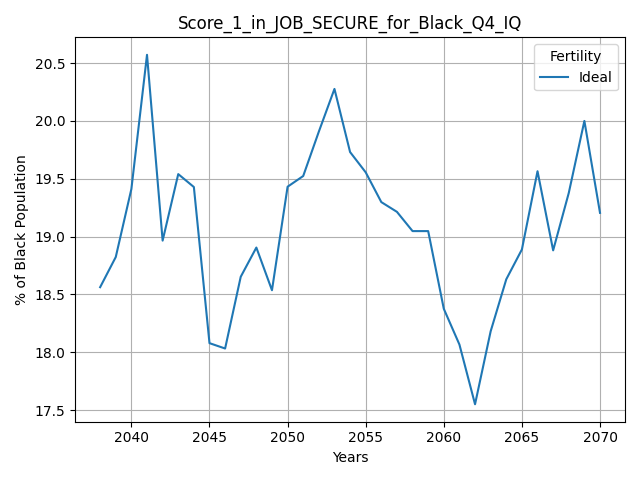 Score_1_in_JOB_SECURE_for_Black_Q4_IQ
Fertility
Ideal
% of Black Population
20.5
20.0
19.5
19.0
18.5
18.0
17.5
2040 2045 2050 2055 2060 2065 2070
Years